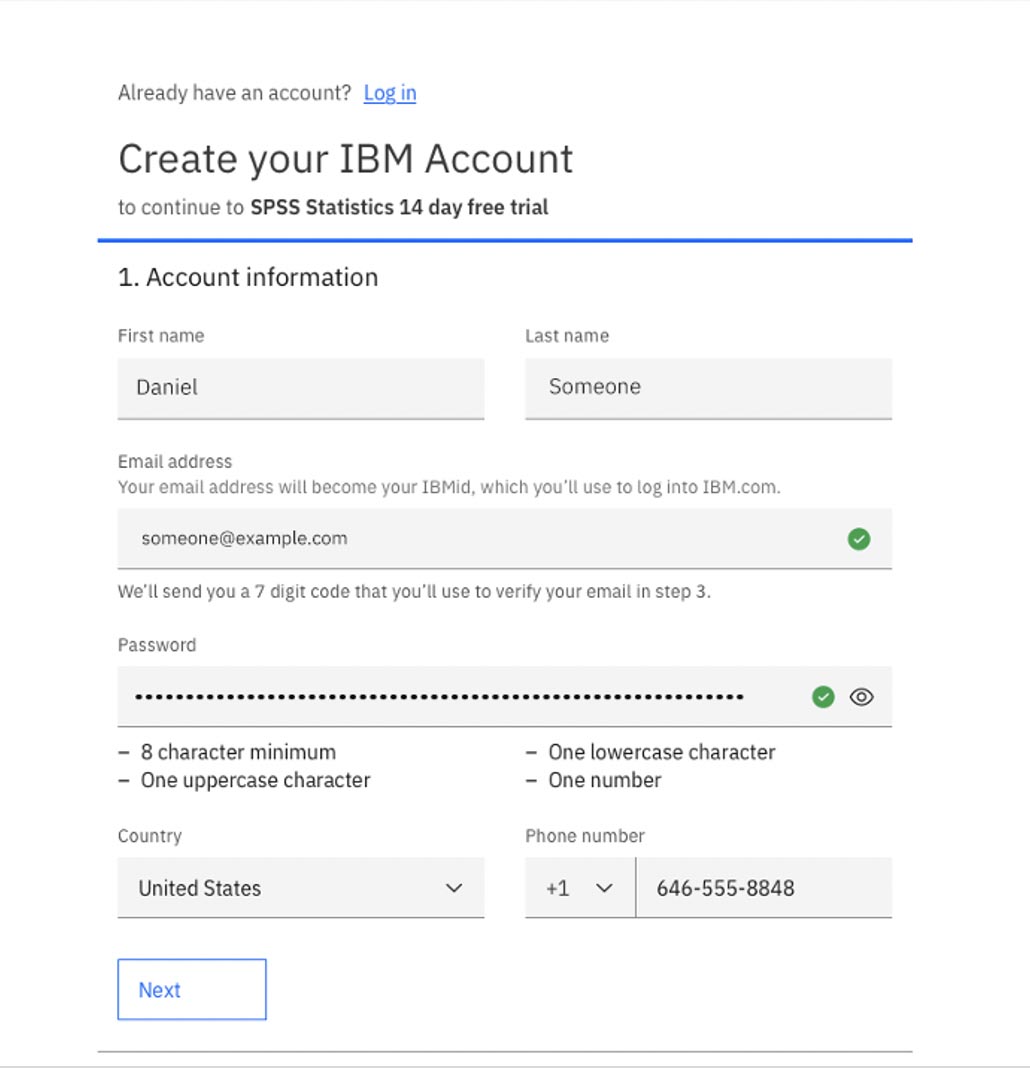 Already have an account? Log in
Create your IBM Account
to continue to SPSS Statistics 14 day free trial
1. Account information
First name
Last name
Daniel
Someone
Email address
Your email address will become your IBMid, which you'll use to log into IBM.com.
someone@example.com
We'll send you a 7 digit code that you'll use to verify your email in step 3.
Password
– 8 character minimum
– One lowercase character
– One uppercase character
– One number
Country
Phone number
United States
+1
646-555-8848
Next